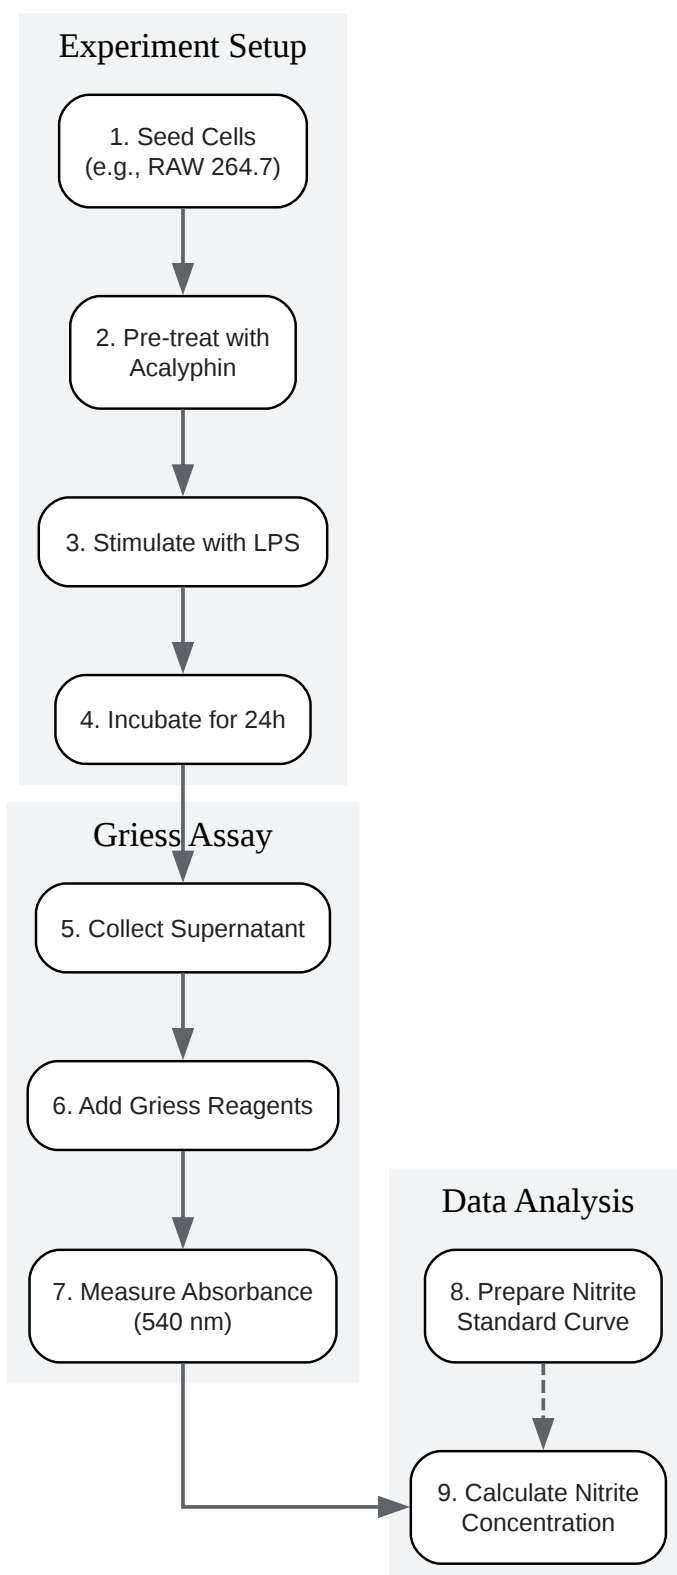 Experiment Setup
1. Seed Cells
(e.g., RAW 264.7)
2. Pre-treat with
Acalyphin
3. Stimulate with LPS
4. Incubate for 24h
Griess Assay
5. Collect Supernatant
6. Add Griess Reagents
7. Measure Absorbance
(540 nm)
Data Analysis
8. Prepare Nitrite
Standard Curve
9. Calculate Nitrite
Concentration